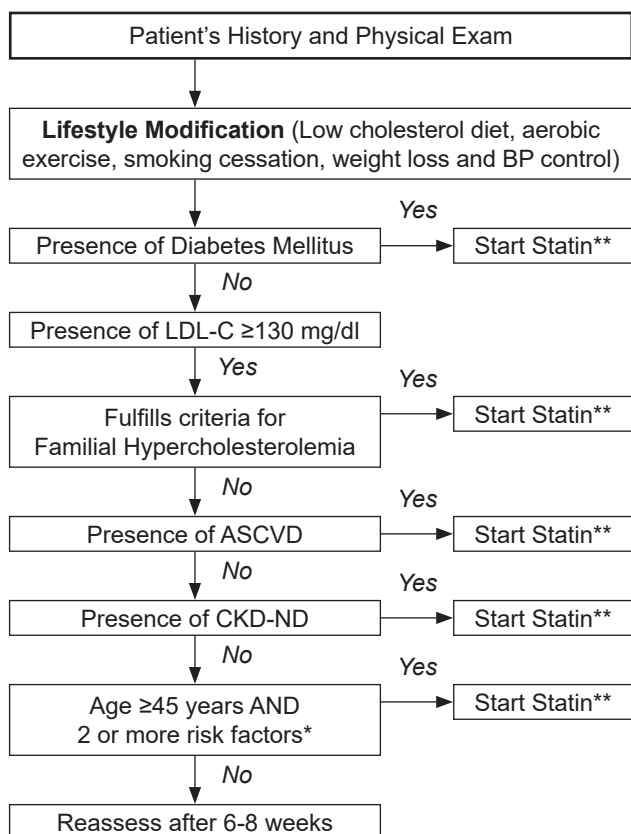 Patient's History and Physical Exam
Lifestyle Modification (Low cholesterol diet, aerobic
exercise, smoking cessation, weight loss and BP control)
Yes
Presence of Diabetes Mellitus
Start Statin**
No
Presence of LDL-C ≥130 mg/dl
Yes
Yes
Fulfills criteria for
Familial Hypercholesterolemia
Start Statin**
No
Yes
Presence of ASCVD
Start Statin**
No
Yes
Presence of CKD-ND
Start Statin**
No
Yes
Age ≥45 years AND
2 or more risk factors*
Start Statin**
No
Reassess after 6-8 weeks